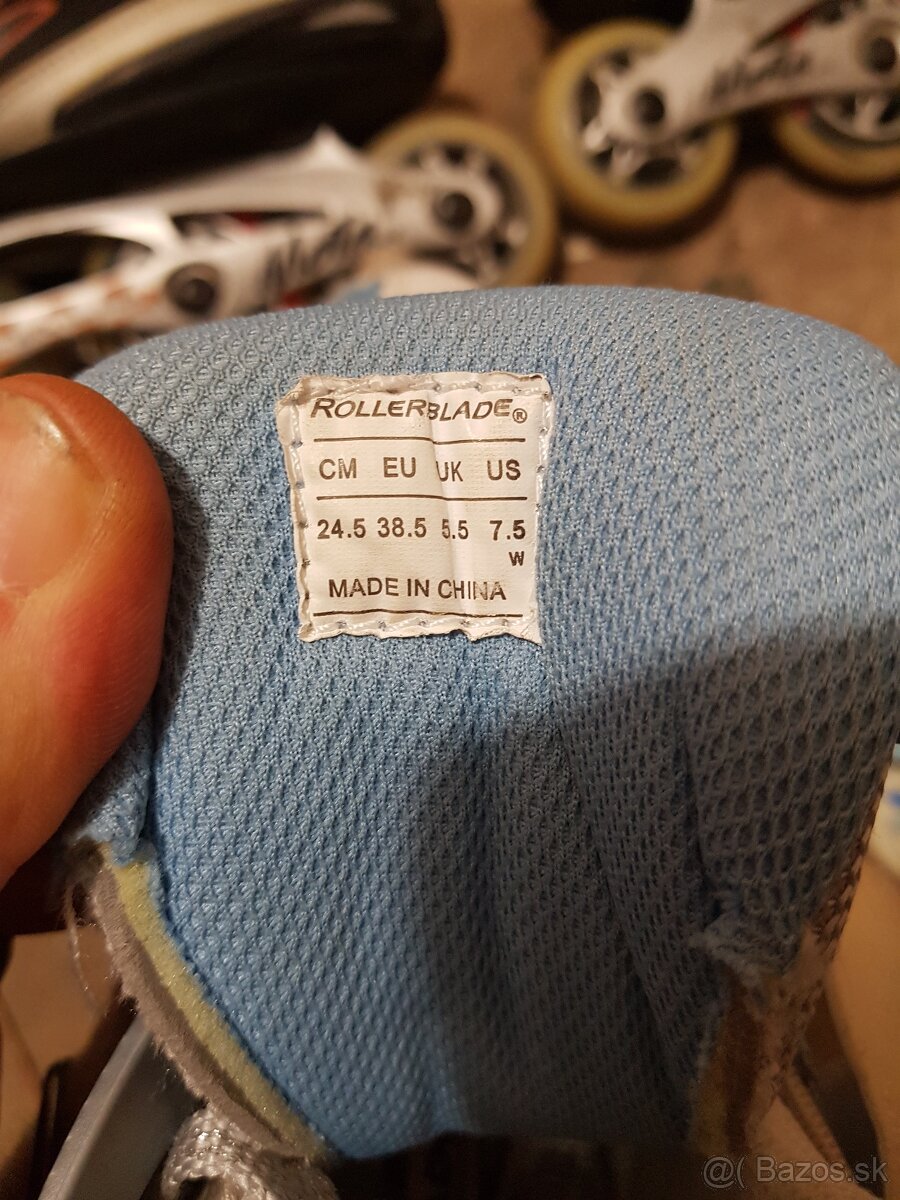 ROLLERBLADE®
CM EU UK US
24.5 38.5 5.5 7.5
W
MADE IN CHINA
@( Bazos.sk